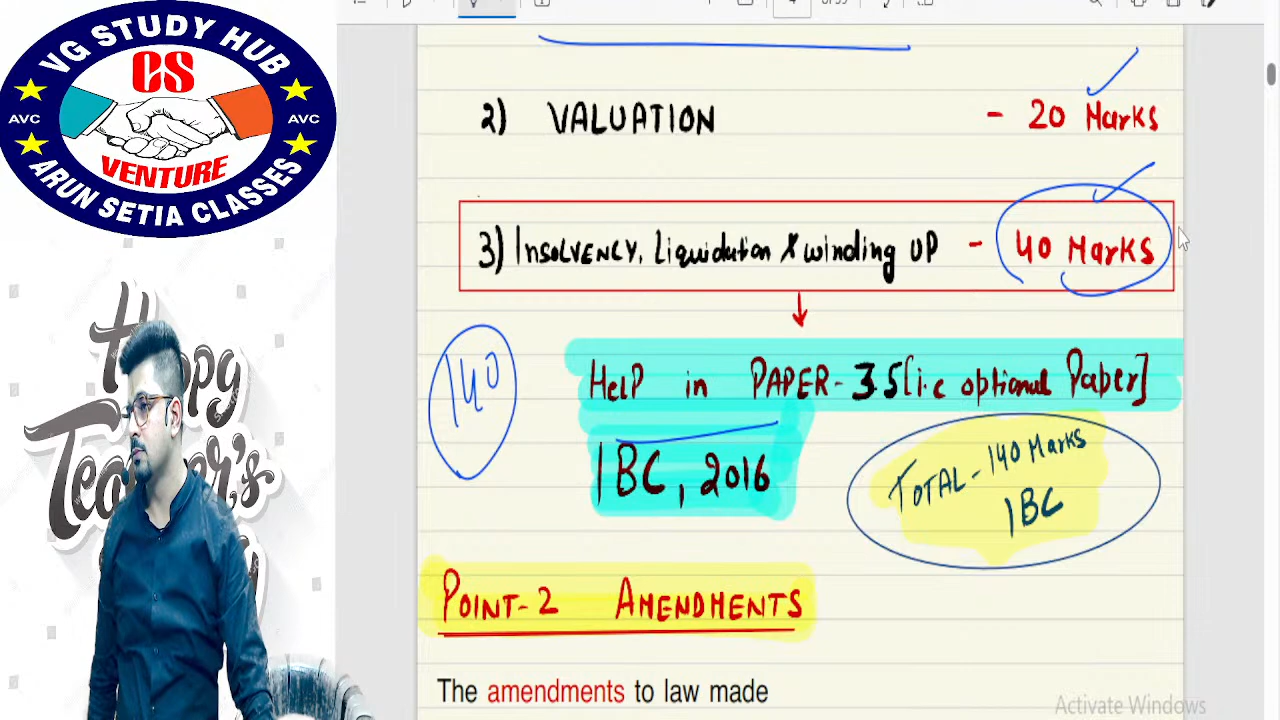 VG STUDY HUB
CS
AVC
AVC
VENTURE
ARUN SETIA CLASSES
Happy
Teacher's
2) VALUATION - 20 Marks
3) INSOLVENCY, Liquidation & winding UP - 40 Marks
140
HELP in PAPER-3.5[i.e optional Paper]
IBC, 2016
TOTAL-140 Marks
IBC
POINT-2 AMENDMENTS
The amendments to law made
Activate Windows